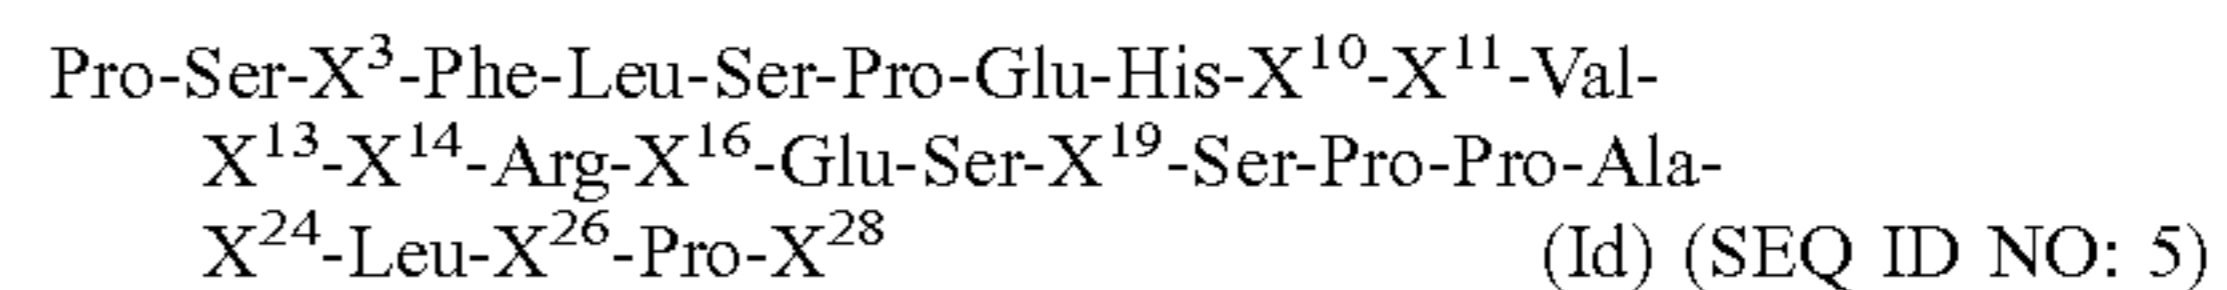 Pro-Ser-X³-Phe-Leu-Ser-Pro-Glu-His-X¹⁰-X¹¹-Val-
X¹³-X¹⁴-Arg-X¹⁶-Glu-Ser-X¹⁹-Ser-Pro-Pro-Ala-
X²⁴-Leu-X²⁶-Pro-X²⁸ (Id) (SEQ ID NO: 5)